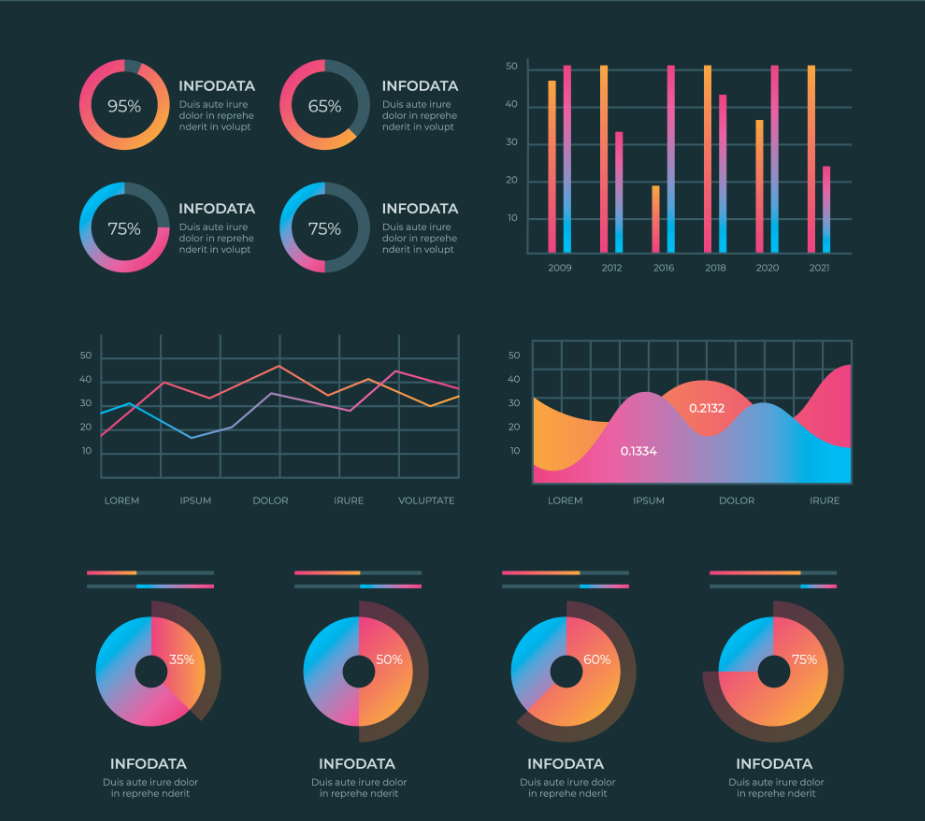 95%
INFODATA
Duis aute irure
dolor in reprehe
nderit in volupt
65%
INFODATA
Duis aute irure
dolor in reprehe
nderit in volupt
75%
INFODATA
Duis aute irure
dolor in reprehe
nderit in volupt
75%
INFODATA
Duis aute irure
dolor in reprehe
nderit in volupt
50
40
30
20
10
2009 2012 2016 2018 2020 2021
50
40
30
20
10
LOREM IPSUM DOLOR IRURE VOLUPTATE
50
40
30
20
10
0.2132
0.1334
LOREM IPSUM DOLOR IRURE
35%
INFODATA
Duis aute irure dolor
in reprehe nderit
50%
INFODATA
Duis aute irure dolor
in reprehe nderit
60%
INFODATA
Duis aute irure dolor
in reprehe nderit
75%
INFODATA
Duis aute irure dolor
in reprehe nderit